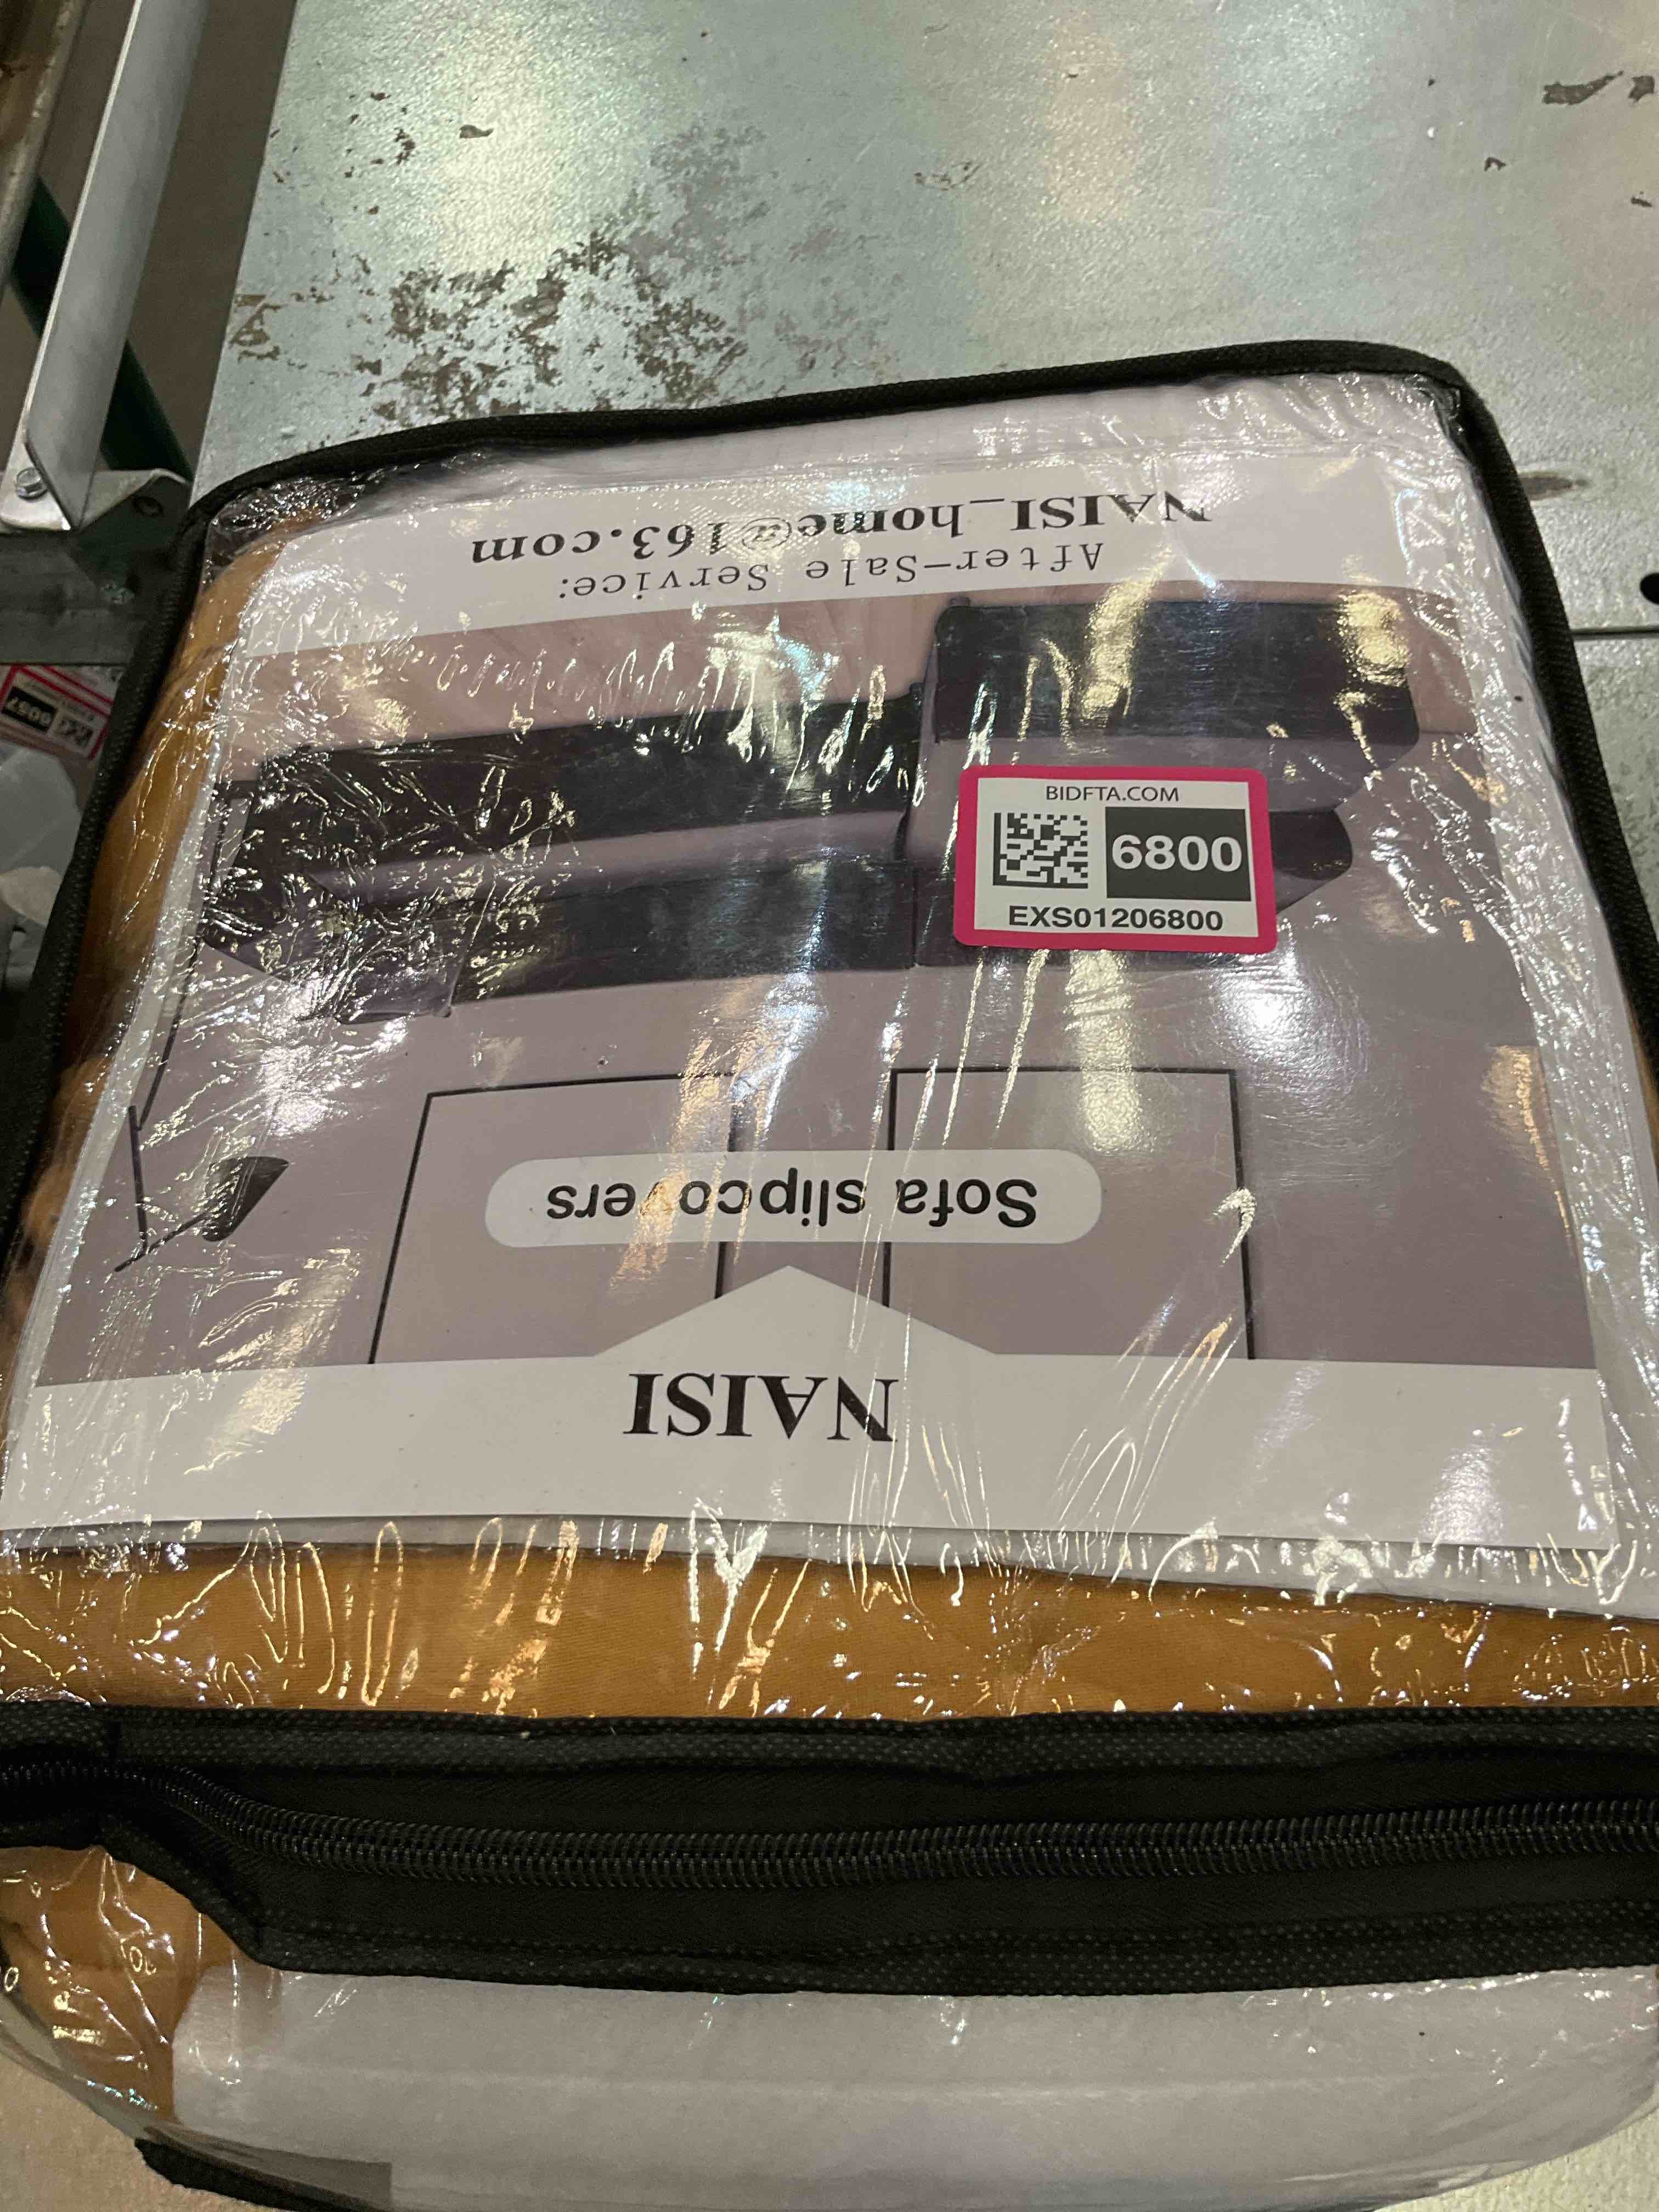 NAISI
Sofa slipcovers
After-Sale Service:
NAISI_home@163.com
BIDFTA.COM
6800
EXS01206800